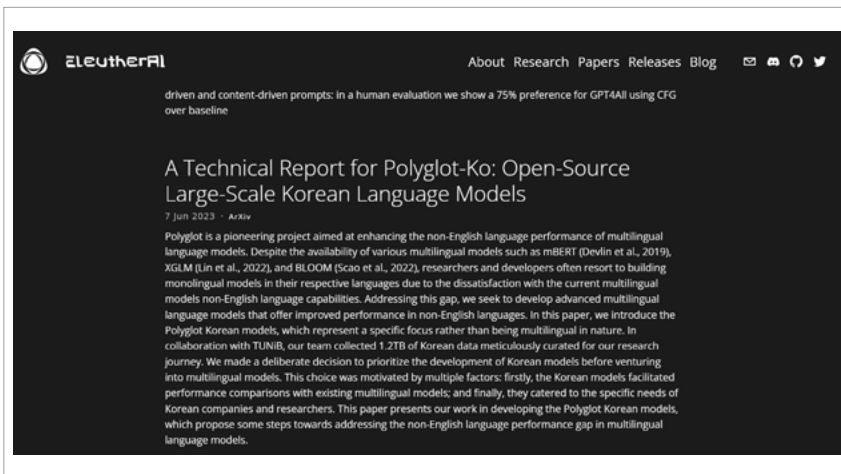 EleutherAI
About Research Papers Releases Blog
driven and content-driven prompts: in a human evaluation we show a 75% preference for GPT4All using CFG
over baseline
A Technical Report for Polyglot-Ko: Open-Source
Large-Scale Korean Language Models
7 Jun 2023 · ArXiv
Polyglot is a pioneering project aimed at enhancing the non-English language performance of multilingual
language models. Despite the availability of various multilingual models such as mBERT (Devlin et al., 2019),
XGLM (Lin et al., 2022), and BLOOM (Scao et al., 2022), researchers and developers often resort to building
monolingual models in their respective languages due to the dissatisfaction with the current multilingual
models non-English language capabilities. Addressing this gap, we seek to develop advanced multilingual
language models that offer improved performance in non-English languages. In this paper, we introduce the
Polyglot Korean models, which represent a specific focus rather than being multilingual in nature. In
collaboration with TUNiB, our team collected 1.2TB of Korean data meticulously curated for our research
journey. We made a deliberate decision to prioritize the development of Korean models before venturing
into multilingual models. This choice was motivated by multiple factors: firstly, the Korean models facilitated
performance comparisons with existing multilingual models; and finally, they catered to the specific needs of
Korean companies and researchers. This paper presents our work in developing the Polyglot Korean models,
which propose some steps towards addressing the non-English language performance gap in multilingual
language models.